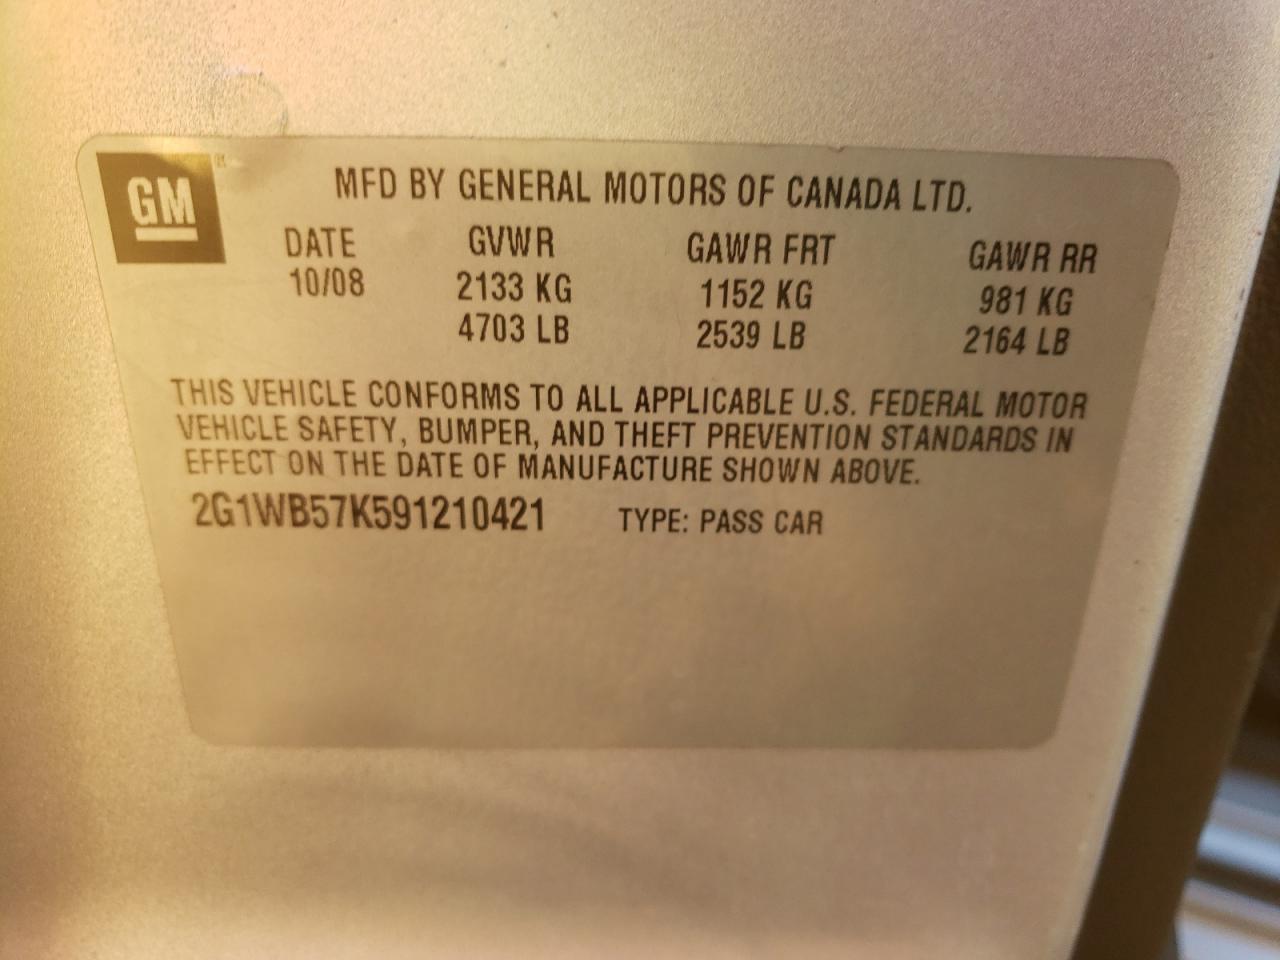 GM
MFD BY GENERAL MOTORS OF CANADA LTD.
DATE GVWR GAWR FRT GAWR RR
10/08 2133 KG 1152 KG 981 KG
4703 LB 2539 LB 2164 LB
THIS VEHICLE CONFORMS TO ALL APPLICABLE U.S. FEDERAL MOTOR
VEHICLE SAFETY, BUMPER, AND THEFT PREVENTION STANDARDS IN
EFFECT ON THE DATE OF MANUFACTURE SHOWN ABOVE.
2G1WB57K591210421 TYPE: PASS CAR